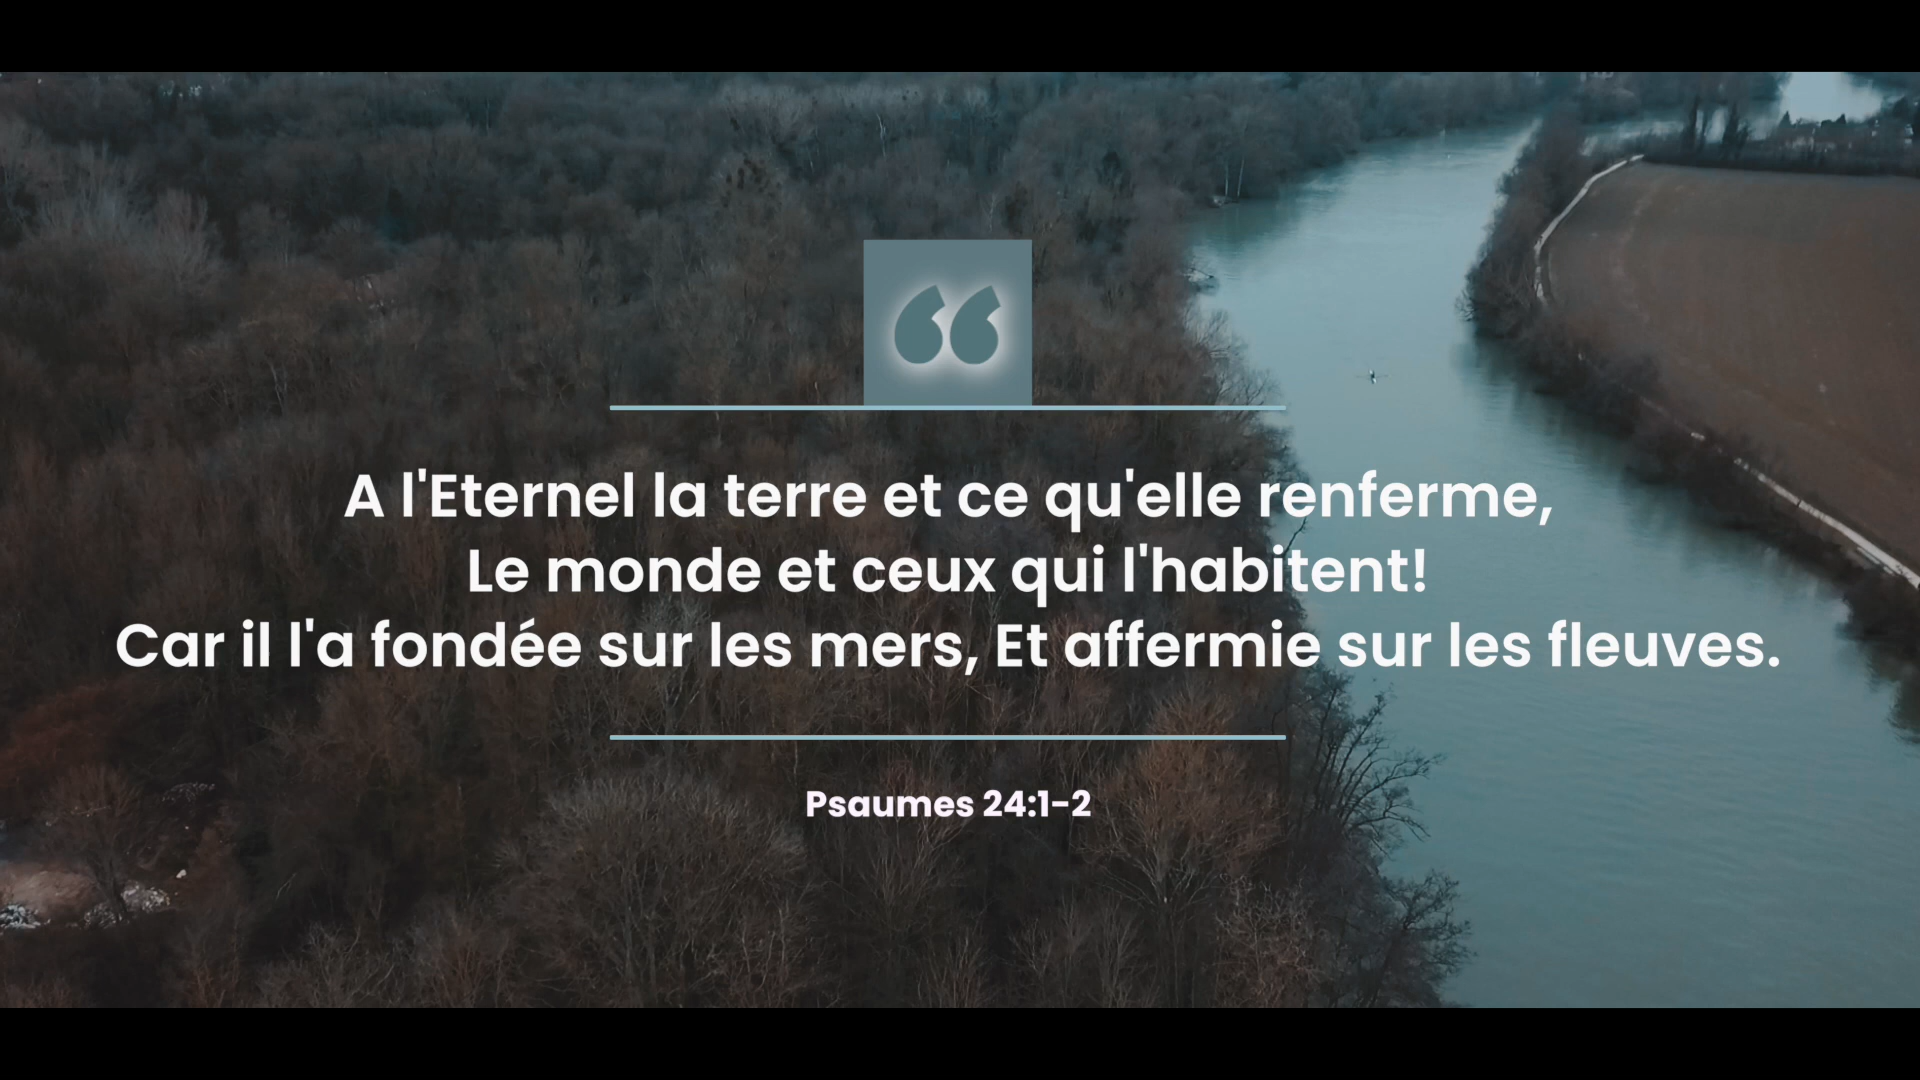 “
A l'Eternel la terre et ce qu'elle renferme,
Le monde et ceux qui l'habitent!
Car il l'a fondée sur les mers, Et affermie sur les fleuves.
Psaumes 24:1-2